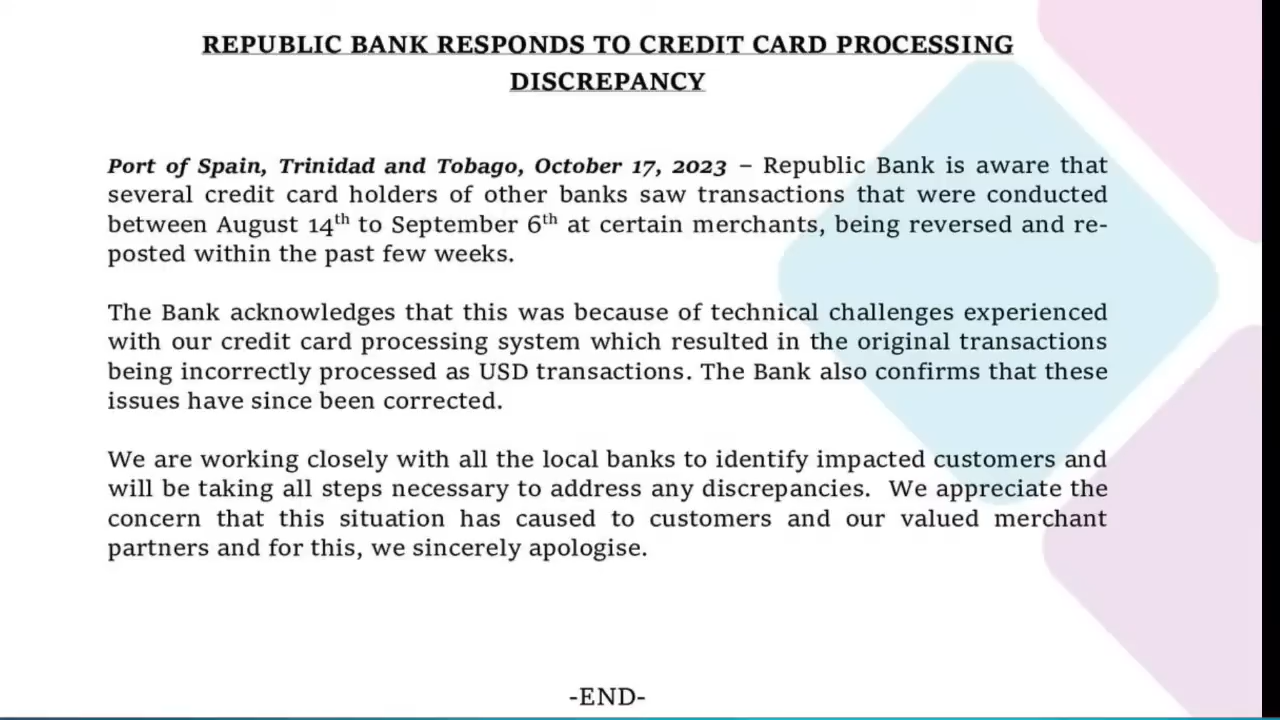 REPUBLIC BANK RESPONDS TO CREDIT CARD PROCESSING
DISCREPANCY
Port of Spain, Trinidad and Tobago, October 17, 2023 – Republic Bank is aware that
several credit card holders of other banks saw transactions that were conducted
between August 14th to September 6th at certain merchants, being reversed and re-
posted within the past few weeks.
The Bank acknowledges that this was because of technical challenges experienced
with our credit card processing system which resulted in the original transactions
being incorrectly processed as USD transactions. The Bank also confirms that these
issues have since been corrected.
We are working closely with all the local banks to identify impacted customers and
will be taking all steps necessary to address any discrepancies.  We appreciate the
concern that this situation has caused to customers and our valued merchant
partners and for this, we sincerely apologise.
-END-